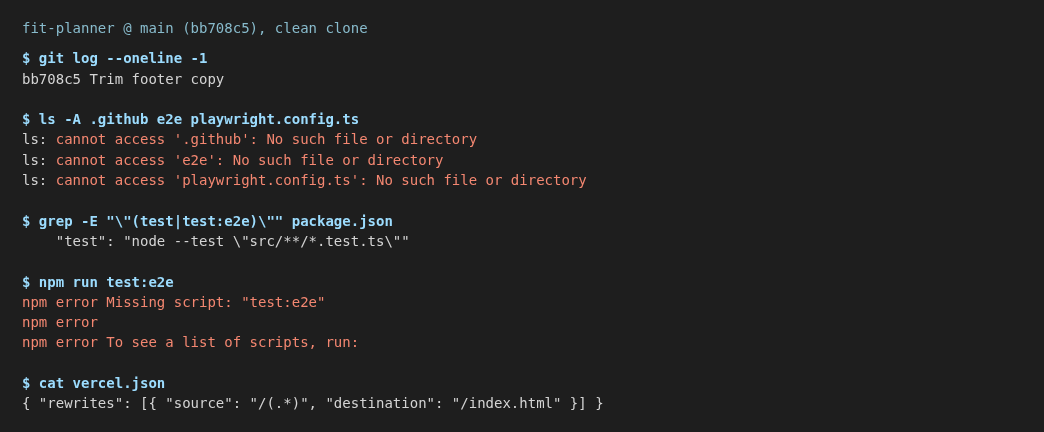 fit-planner @ main (bb708c5), clean clone
$ git log --oneline -1
bb708c5 Trim footer copy
$ ls -A .github e2e playwright.config.ts
ls: cannot access '.github': No such file or directory
ls: cannot access 'e2e': No such file or directory
ls: cannot access 'playwright.config.ts': No such file or directory
$ grep -E "\"(test|test:e2e)\"" package.json
    "test": "node --test \"src/**/*.test.ts\""
$ npm run test:e2e
npm error Missing script: "test:e2e"
npm error
npm error To see a list of scripts, run:
$ cat vercel.json
{ "rewrites": [{ "source": "/(.*)", "destination": "/index.html" }] }